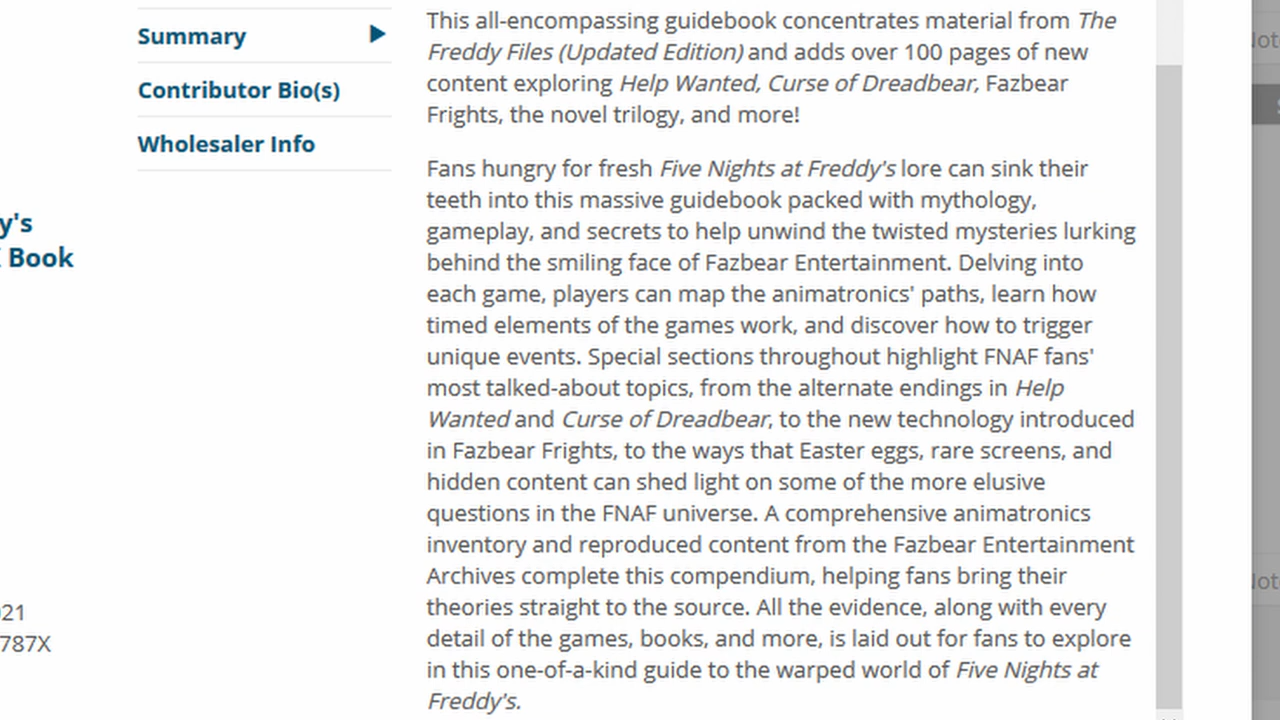 Summary
Contributor Bio(s)
Wholesaler Info
y's
Book
021
787X
This all-encompassing guidebook concentrates material from The
Freddy Files (Updated Edition) and adds over 100 pages of new
content exploring Help Wanted, Curse of Dreadbear, Fazbear
Frights, the novel trilogy, and more!
Fans hungry for fresh Five Nights at Freddy's lore can sink their
teeth into this massive guidebook packed with mythology,
gameplay, and secrets to help unwind the twisted mysteries lurking
behind the smiling face of Fazbear Entertainment. Delving into
each game, players can map the animatronics' paths, learn how
timed elements of the games work, and discover how to trigger
unique events. Special sections throughout highlight FNAF fans'
most talked-about topics, from the alternate endings in Help
Wanted and Curse of Dreadbear, to the new technology introduced
in Fazbear Frights, to the ways that Easter eggs, rare screens, and
hidden content can shed light on some of the more elusive
questions in the FNAF universe. A comprehensive animatronics
inventory and reproduced content from the Fazbear Entertainment
Archives complete this compendium, helping fans bring their
theories straight to the source. All the evidence, along with every
detail of the games, books, and more, is laid out for fans to explore
in this one-of-a-kind guide to the warped world of Five Nights at
Freddy's.